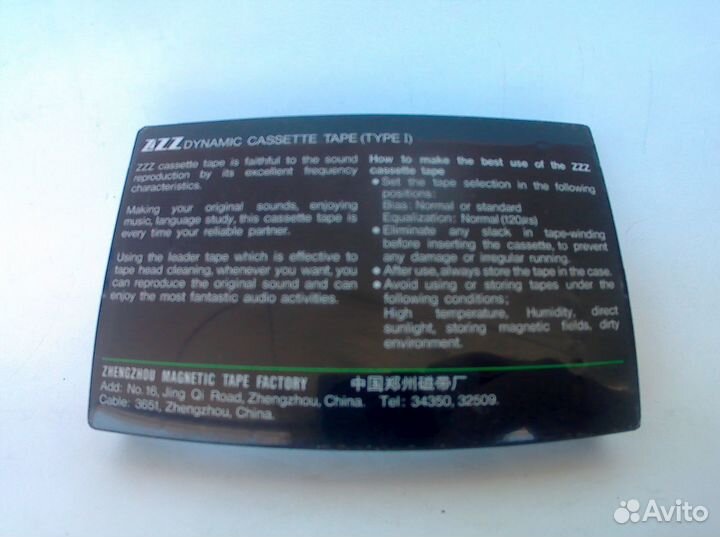 ZZZ DYNAMIC CASSETTE TAPE (TYPE I)
ZZZ cassette tape is faithful to the sound
reproduction by its excellent frequency
characteristics.
Making your original sounds, enjoying
music, language study, this cassette tape is
every time your reliable partner.
Using the leader tape which is effective to
tape head cleaning, whenever you want, you
can reproduce the original sound and can
enjoy the most fantastic audio activities.
How to make the best use of the ZZZ
cassette tape
● Set the tape selection in the following
positions:
Bias: Normal or standard
Equalization: Normal (120μs)
● Eliminate any slack in tape-winding
before inserting the cassette, to prevent
any damage or irregular running.
● After use, always store the tape in the case.
● Avoid using or storing tapes under the
following conditions;
High temperature, Humidity, direct
sunlight, storing magnetic fields, dirty
environment.
ZHENGZHOU MAGNETIC TAPE FACTORY 中国郑州磁带厂
Add: No.16, Jing Qi Road, Zhengzhou, China. Tel: 34350, 32509.
Cable: 3651, Zhengzhou, China.
Avito